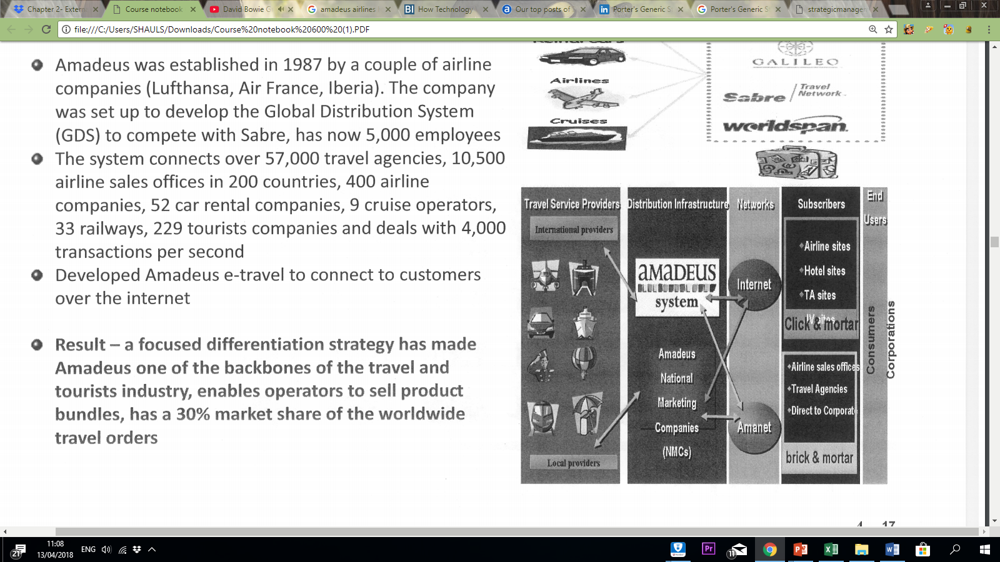 Chapter 2- Extern
Course notebook
David Bowie G
amadeus airlines
How Technology
Our top posts of
Porter's Generic S
Porter's Generic S
strategicmanage
file:///C:/Users/SHAULS/Downloads/Course%20notebook%20600%20(1).PDF
Amadeus was established in 1987 by a couple of airline
companies (Lufthansa, Air France, Iberia). The company
was set up to develop the Global Distribution System
(GDS) to compete with Sabre, has now 5,000 employees
The system connects over 57,000 travel agencies, 10,500
airline sales offices in 200 countries, 400 airline
companies, 52 car rental companies, 9 cruise operators,
33 railways, 229 tourists companies and deals with 4,000
transactions per second
Developed Amadeus e-travel to connect to customers
over the internet
Result – a focused differentiation strategy has made
Amadeus one of the backbones of the travel and
tourists industry, enables operators to sell product
bundles, has a 30% market share of the worldwide
travel orders
Airlines
Cruises
GALILEO
Sabre Travel Network
worldspan
Travel Service Providers
International providers
Local providers
Distribution Infrastructure
amadeus
system
Amadeus
National
Marketing
Companies
(NMCs)
Networks
Internet
Amanet
Subscribers
Airline sites
Hotel sites
TA sites
Click & mortar
Airline sales offices
Travel Agencies
Direct to Corporate
brick & mortar
End
Users
Consumers
Corporations
11:08
13/04/2018
ENG
21
Pr
11